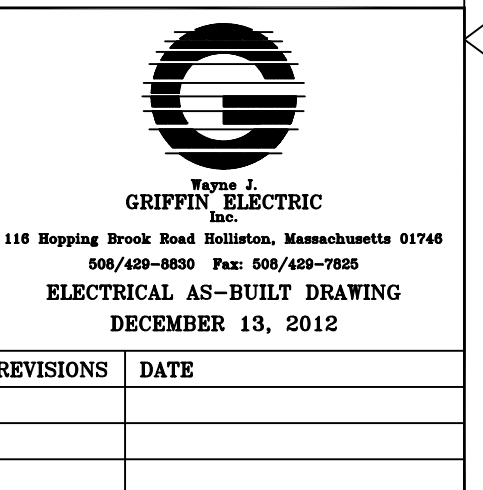 Wayne J.
GRIFFIN ELECTRIC
Inc.
116 Hopping Brook Road Holliston, Massachusetts 01746
508/429-8830 Fax: 508/429-7825
ELECTRICAL AS-BUILT DRAWING
DECEMBER 13, 2012
REVISIONS DATE